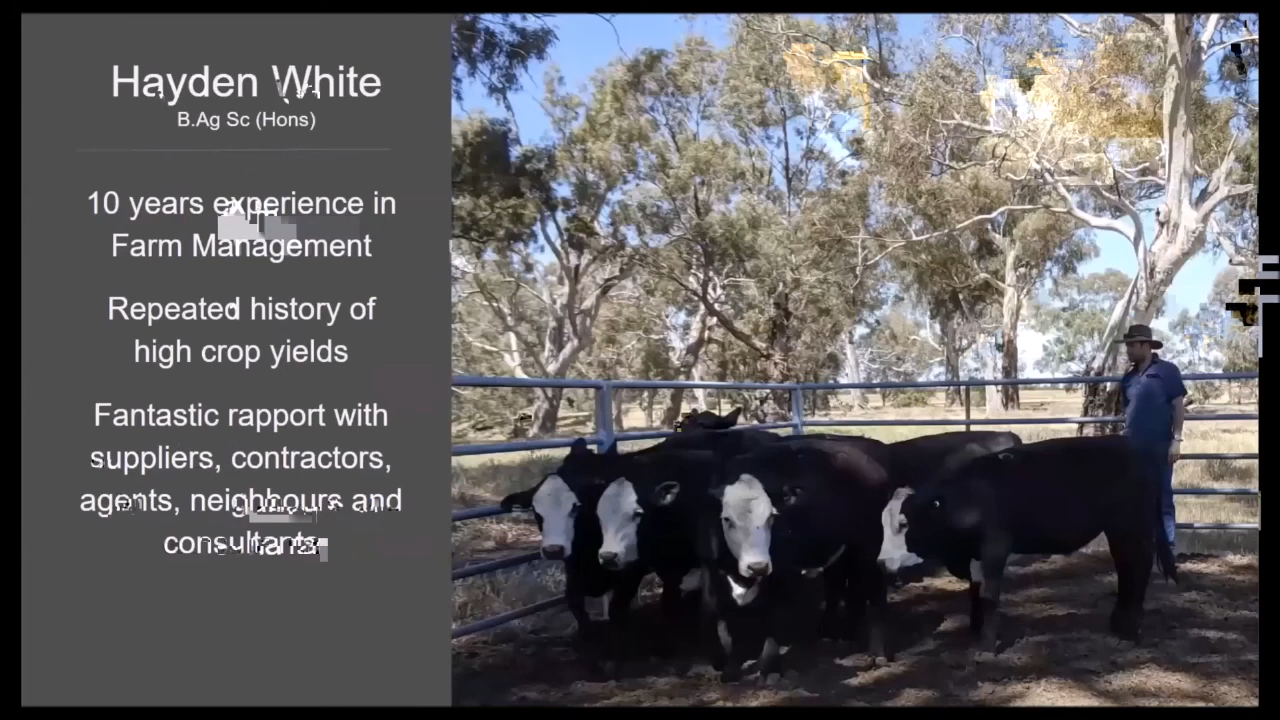 Hayden White
B.Ag Sc (Hons)
10 years experience in
Farm Management
Repeated history of
high crop yields
Fantastic rapport with
suppliers, contractors,
agents, neighbours and
consultants.